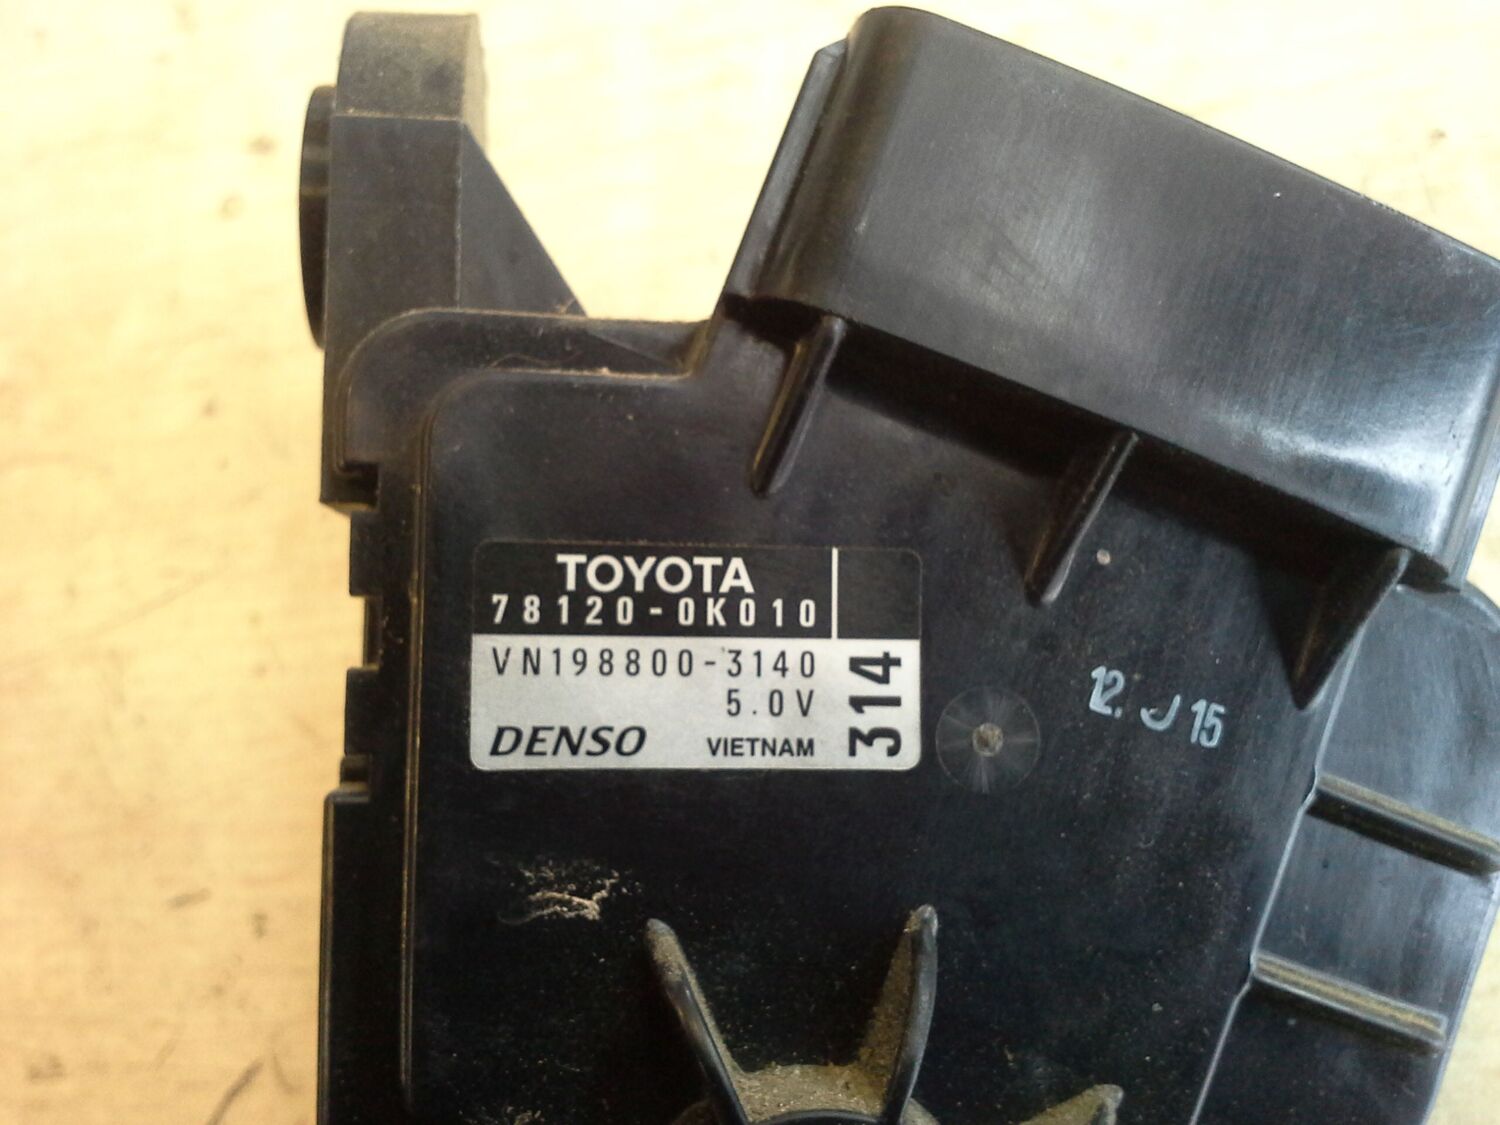 TOYOTA
78120-0K010
VN198800-3140
5.0V
DENSO VIETNAM
314
12. J 15